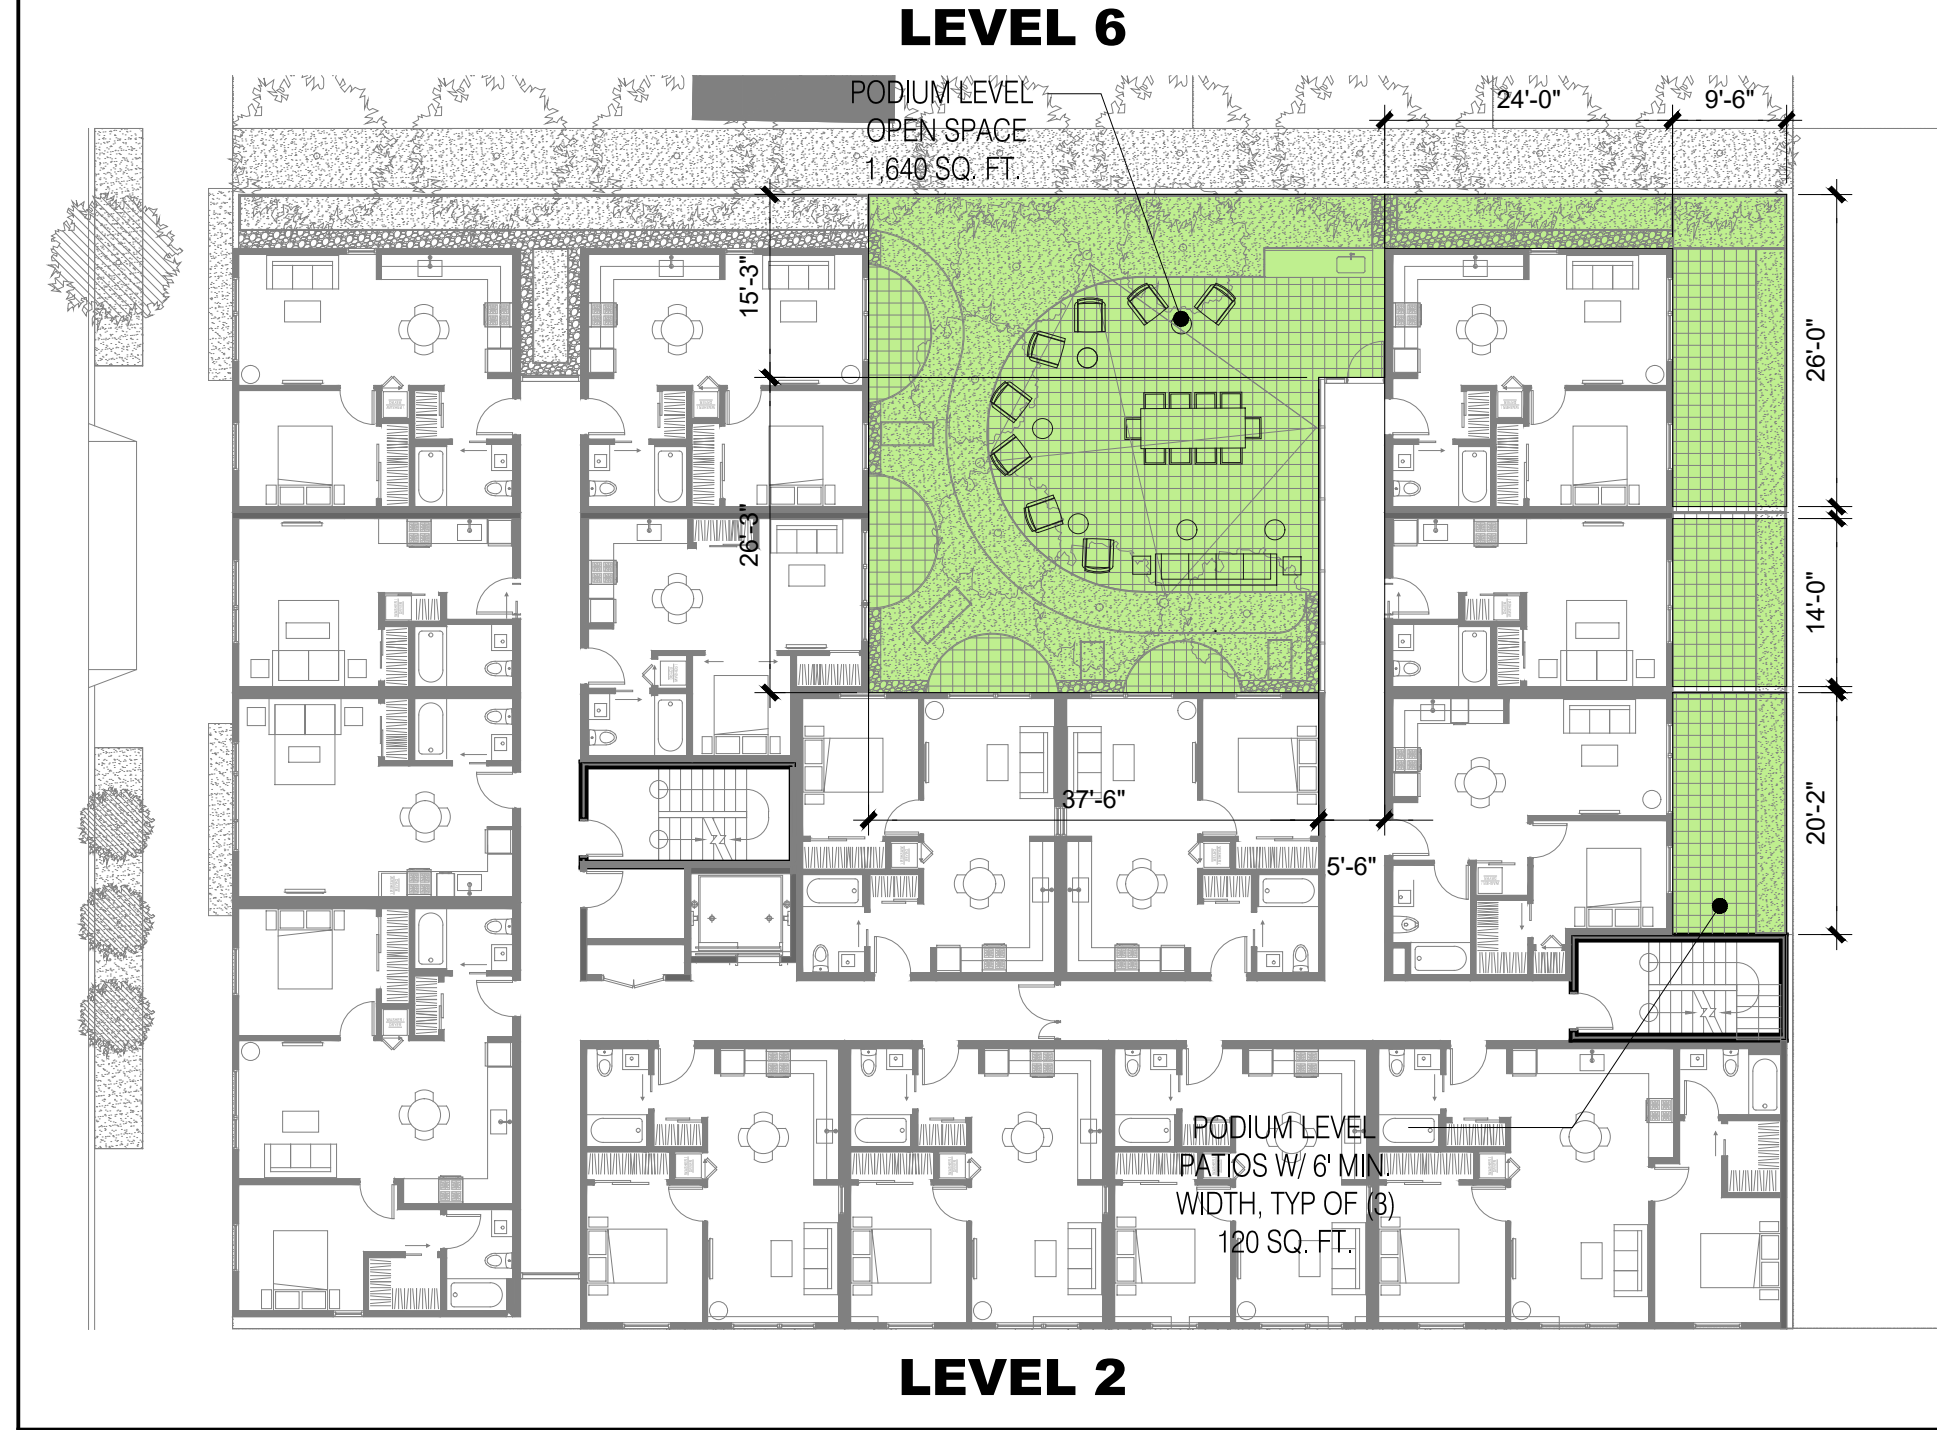 LEVEL 6
PODIUM LEVEL
OPEN SPACE
1,640 SQ. FT.
24'-0"
9'-6"
15'-3"
26'-0"
26'-3"
14'-0"
37'-6"
5'-6"
20'-2"
PODIUM LEVEL
PATIOS W/ 6' MIN.
WIDTH, TYP OF (3)
120 SQ. FT.
LEVEL 2